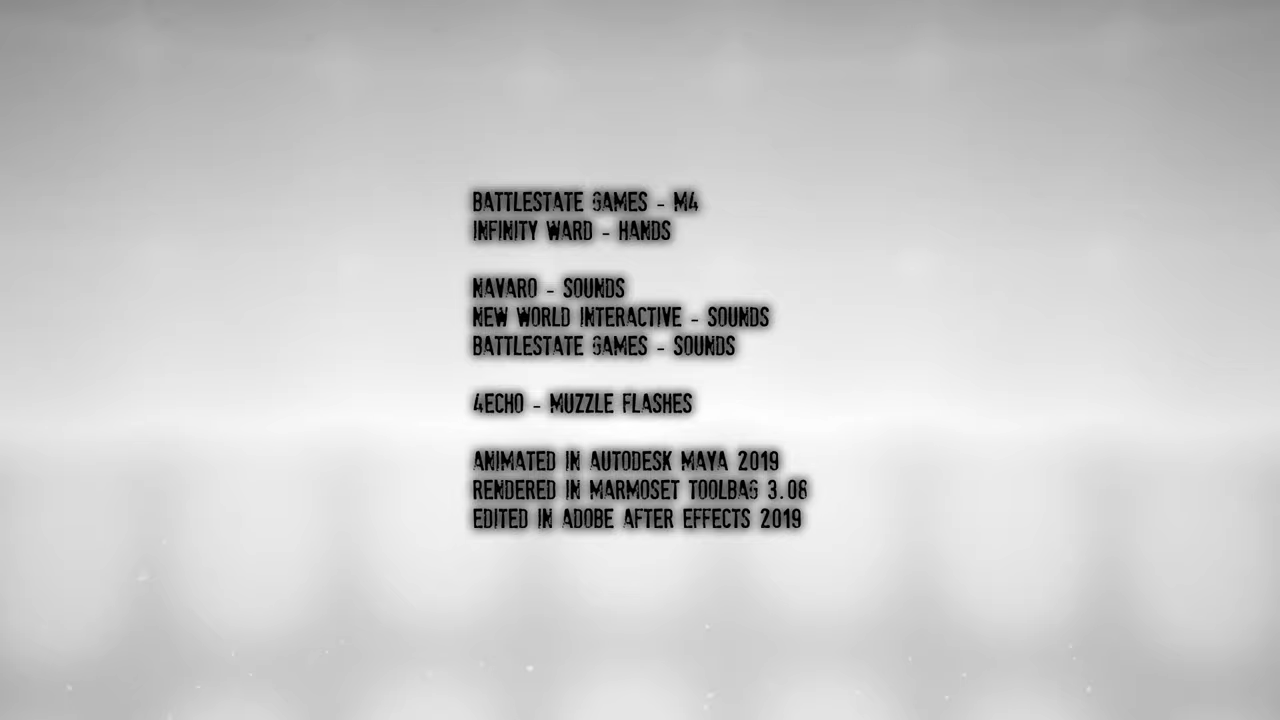 BATTLESTATE GAMES - M4
INFINITY WARD - HANDS
NAVARO - SOUNDS
NEW WORLD INTERACTIVE - SOUNDS
BATTLESTATE GAMES - SOUNDS
4ECHO - MUZZLE FLASHES
ANIMATED IN AUTODESK MAYA 2019
RENDERED IN MARMOSET TOOLBAG 3.08
EDITED IN ADOBE AFTER EFFECTS 2019